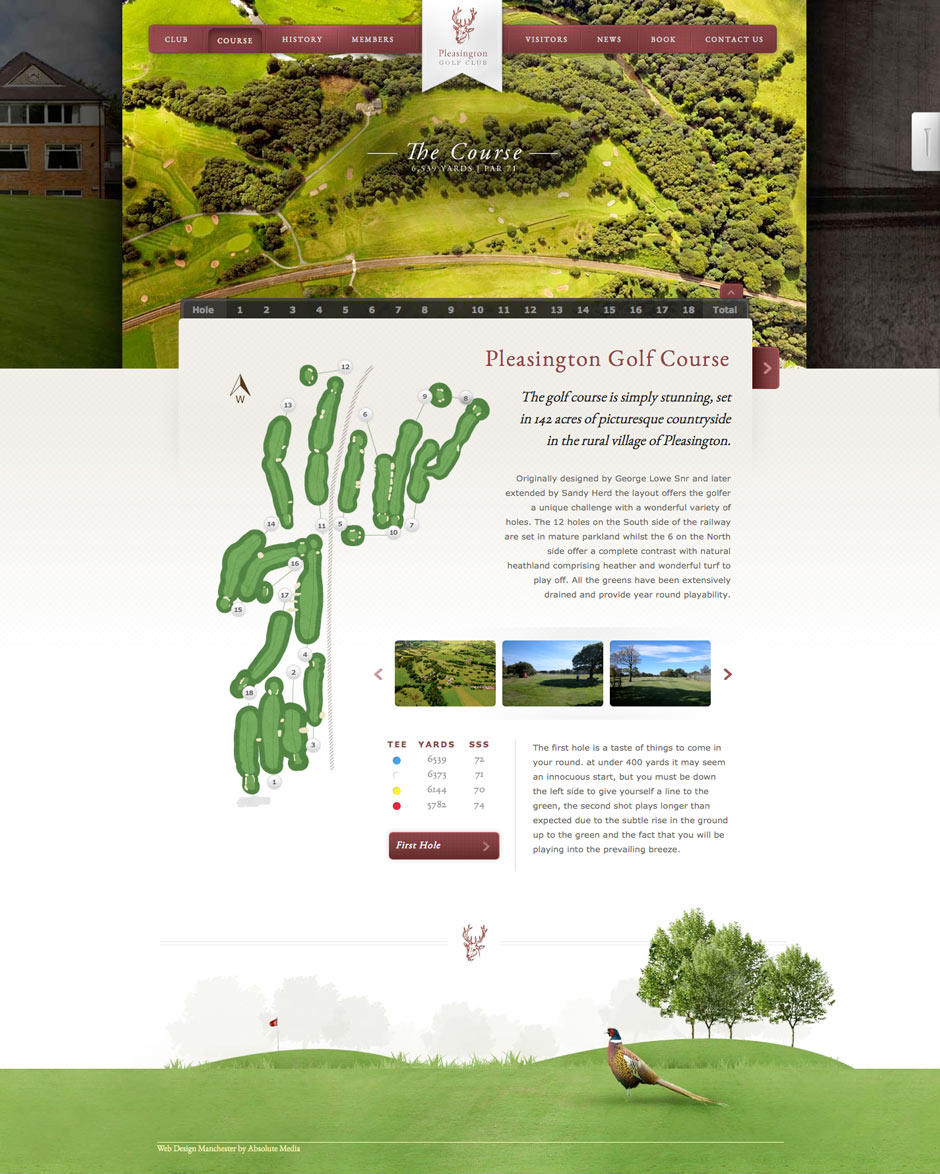 CLUB
COURSE
HISTORY
MEMBERS
Pleasington
GOLF CLUB
VISITORS
NEWS
BOOK
CONTACT US
The Course
6,539 YARDS | PAR 71
Hole 1 2 3 4 5 6 7 8 9 10 11 12 13 14 15 16 17 18 Total
Pleasington Golf Course
The golf course is simply stunning, set
in 142 acres of picturesque countryside
in the rural village of Pleasington.
Originally designed by George Lowe Snr and later
extended by Sandy Herd the layout offers the golfer
a unique challenge with a wonderful variety of
holes. The 12 holes on the South side of the railway
are set in mature parkland whilst the 6 on the North
side offer a complete contrast with natural
heathland comprising heather and wonderful turf to
play off. All the greens have been extensively
drained and provide year round playability.
W
12
13
9
8
6
14
11
5
10
7
16
17
15
4
2
18
3
1
TEE YARDS SSS
6539 72
6373 71
6144 70
5782 74
First Hole
The first hole is a taste of things to come in
your round. at under 400 yards it may seem
an innocuous start, but you must be down
the left side to give yourself a line to the
green, the second shot plays longer than
expected due to the subtle rise in the ground
up to the green and the fact that you will be
playing into the prevailing breeze.
Web Design Manchester by Absolute Media